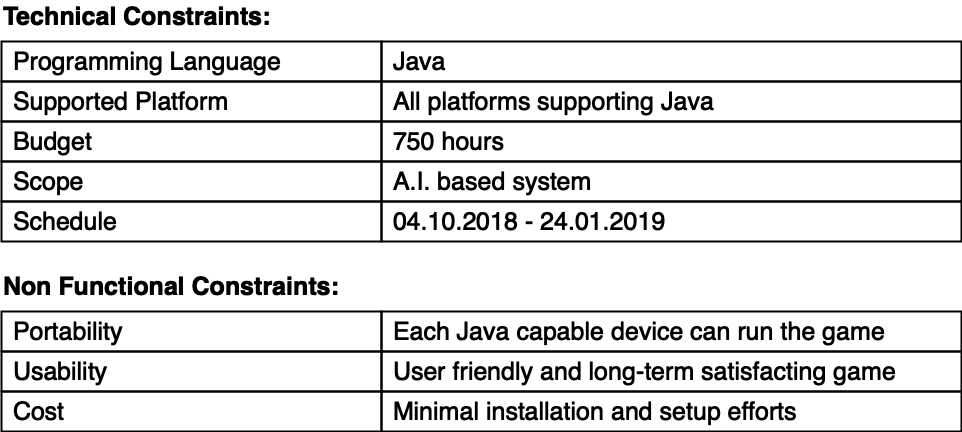 Technical Constraints:
Programming Language Java
Supported Platform All platforms supporting Java
Budget 750 hours
Scope A.I. based system
Schedule 04.10.2018 - 24.01.2019
Non Functional Constraints:
Portability Each Java capable device can run the game
Usability User friendly and long-term satisfacting game
Cost Minimal installation and setup efforts